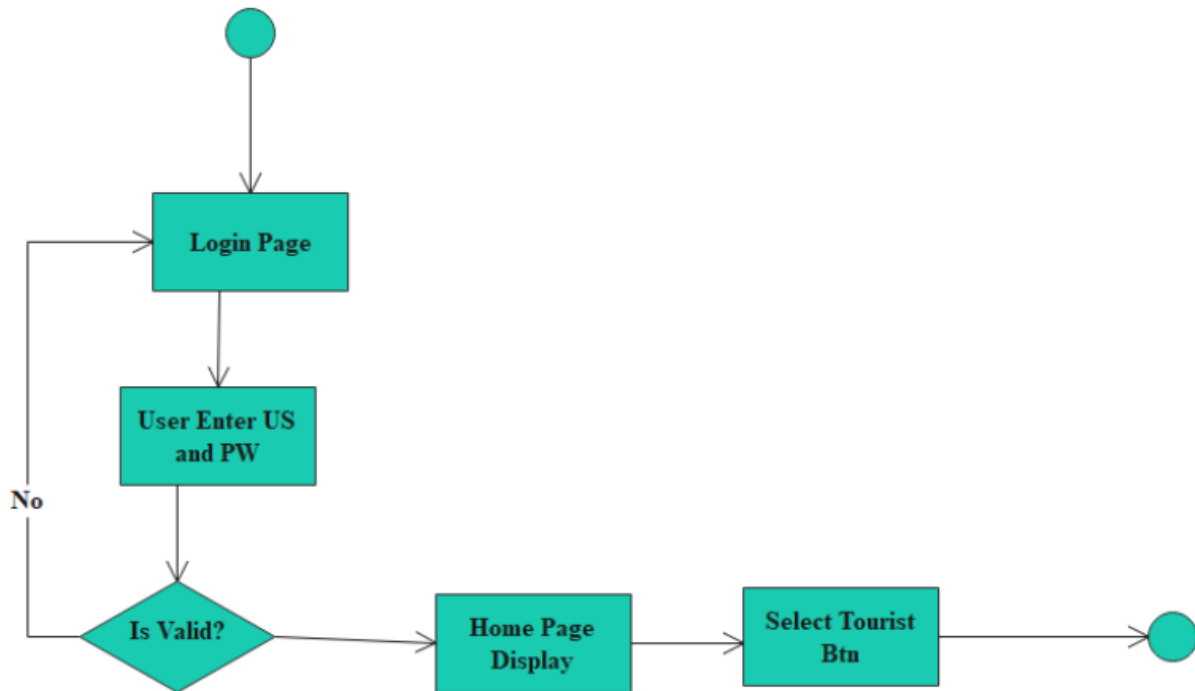 Login Page
User Enter US
and PW
No
Is Valid?
Home Page
Display
Select Tourist
Btn